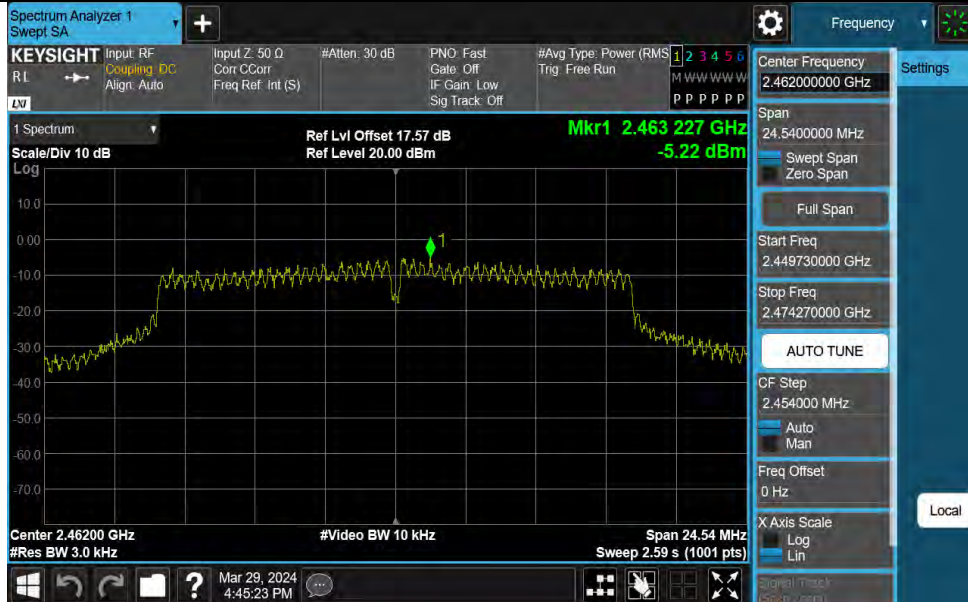 Spectrum Analyzer 1
Swept SA
Frequency
KEYSIGHT
RL
LXI
Input: RF
Coupling: DC
Align: Auto
Input Z: 50 Ω
Corr CCorr
Freq Ref: Int (S)
#Atten: 30 dB
PNO: Fast
Gate: Off
IF Gain: Low
Sig Track: Off
#Avg Type: Power (RMS
Trig: Free Run
1 2 3 4 5 6
M W W W W W
P P P P P P
1 Spectrum
Scale/Div 10 dB
Ref Lvl Offset 17.57 dB
Ref Level 20.00 dBm
Mkr1 2.463 227 GHz
-5.22 dBm
Log
10.0
0.00
-10.0
-20.0
-30.0
-40.0
-50.0
-60.0
-70.0
1
Center 2.46200 GHz
#Res BW 3.0 kHz
#Video BW 10 kHz
Span 24.54 MHz
Sweep 2.59 s (1001 pts)
Center Frequency
2.462000000 GHz
Span
24.5400000 MHz
Swept Span
Zero Span
Full Span
Start Freq
2.449730000 GHz
Stop Freq
2.474270000 GHz
AUTO TUNE
CF Step
2.454000 MHz
Auto
Man
Freq Offset
0 Hz
X Axis Scale
Log
Lin
Signal Track
(Span Zoom)
Settings
Local
?
Mar 29, 2024
4:45:23 PM